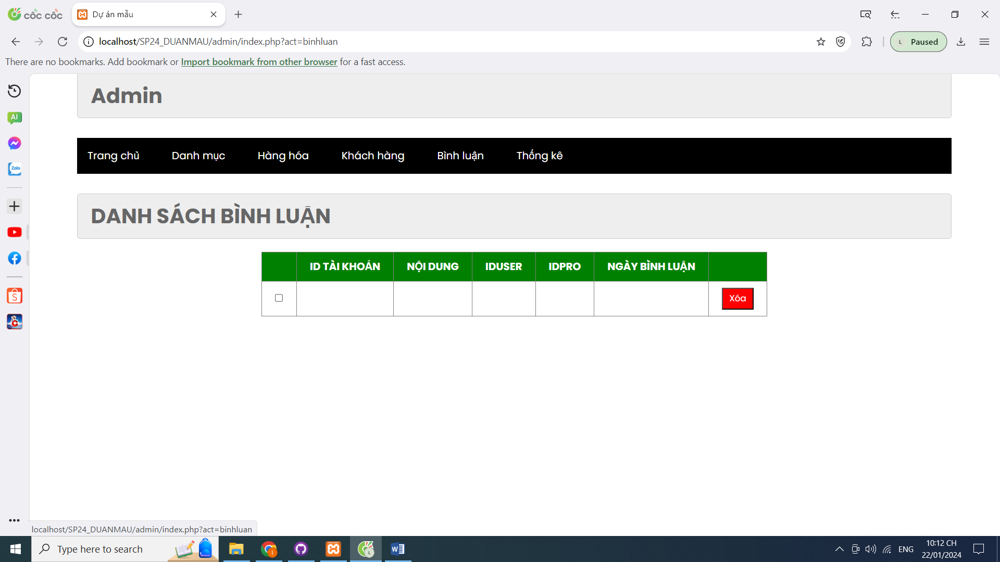 cốc cốc
Dự án mẫu
localhost/SP24_DUANMAU/admin/index.php?act=binhluan
L Paused
There are no bookmarks. Add bookmark or Import bookmark from other browser for a fast access.
Admin
AI
Zalo
Trang chủ Danh mục Hàng hóa Khách hàng Bình luận Thống kê
DANH SÁCH BÌNH LUẬN
ID TÀI KHOẢN NỘI DUNG IDUSER IDPRO NGÀY BÌNH LUẬN
Xóa
localhost/SP24_DUANMAU/admin/index.php?act=binhluan
Type here to search
ENG
10:12 CH
22/01/2024